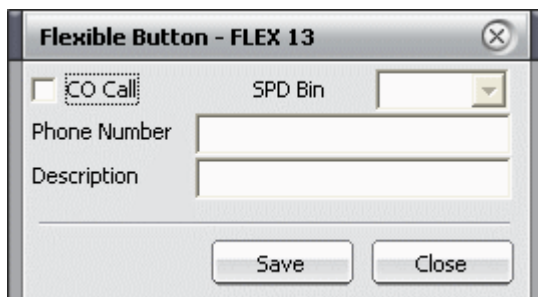 Flexible Button - FLEX 13
CO Call SPD Bin
Phone Number
Description
Save Close